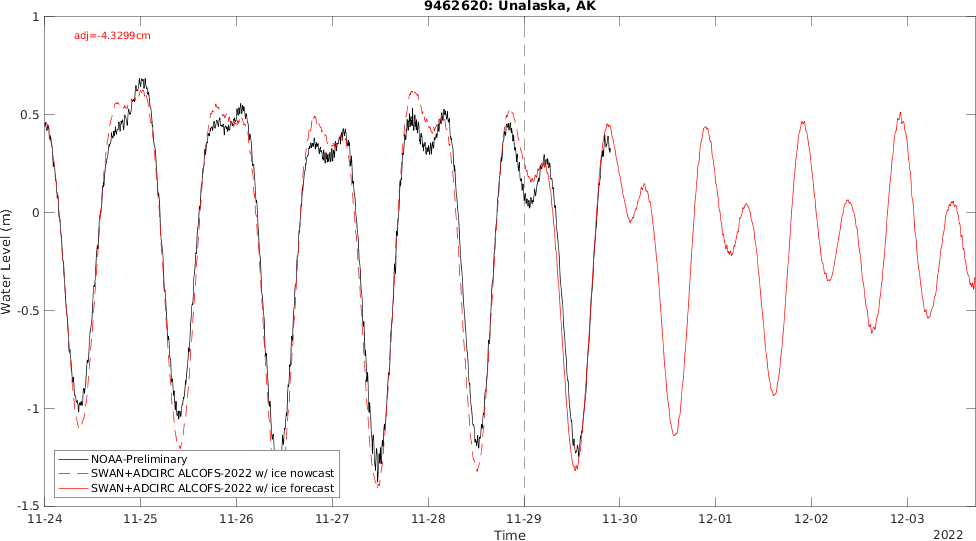 9462620: Unalaska, AK
adj=-4.3299cm
1
0.5
0
-0.5
-1
-1.5
Water Level (m)
NOAA-Preliminary
SWAN+ADCIRC ALCOFS-2022 w/ ice nowcast
SWAN+ADCIRC ALCOFS-2022 w/ ice forecast
11-24 11-25 11-26 11-27 11-28 11-29 11-30 12-01 12-02 12-03
Time
2022